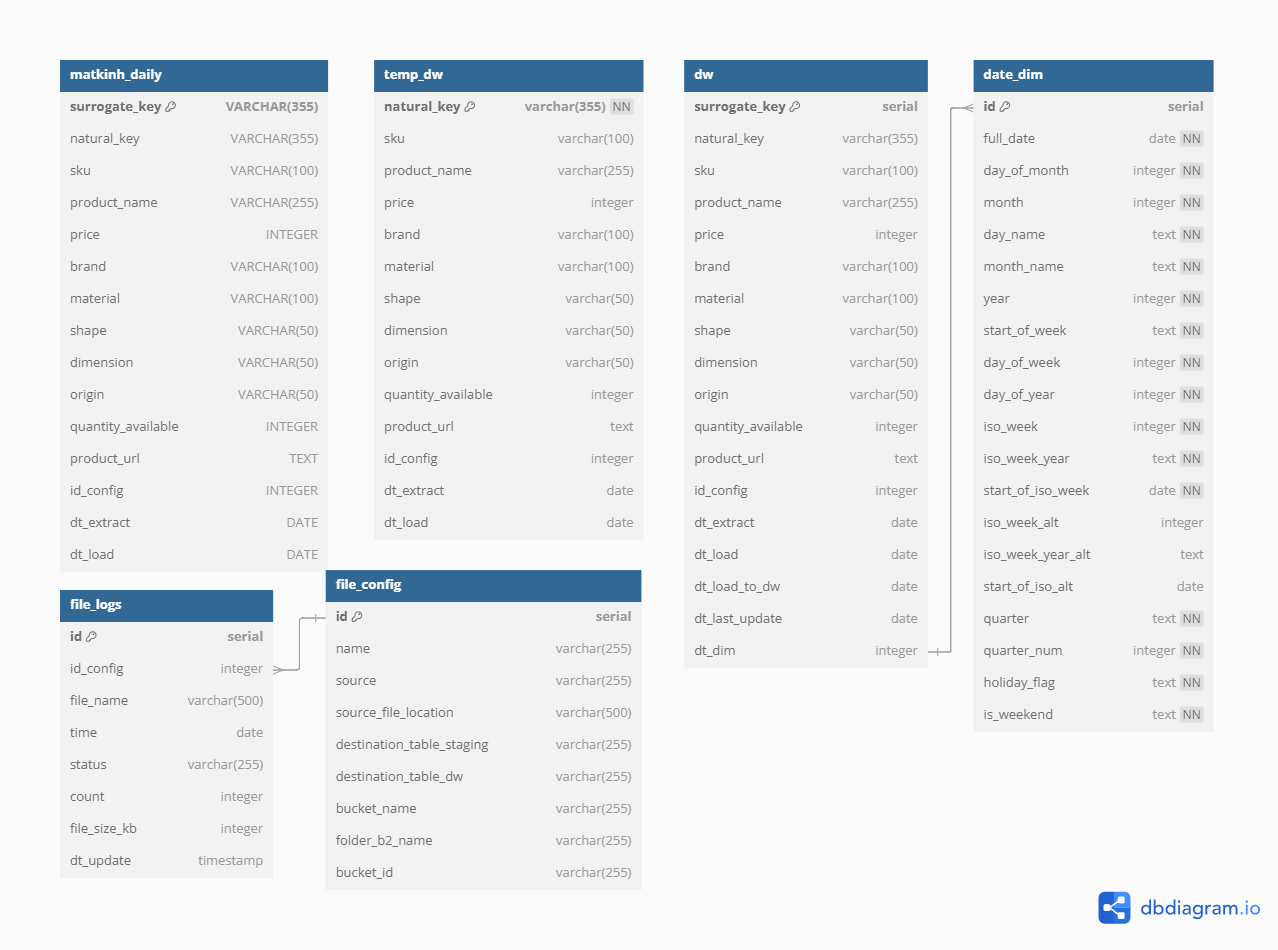 matkinh_daily
surrogate_key VARCHAR(355)
natural_key VARCHAR(355)
sku VARCHAR(100)
product_name VARCHAR(255)
price INTEGER
brand VARCHAR(100)
material VARCHAR(100)
shape VARCHAR(50)
dimension VARCHAR(50)
origin VARCHAR(50)
quantity_available INTEGER
product_url TEXT
id_config INTEGER
dt_extract DATE
dt_load DATE
temp_dw
natural_key varchar(355) NN
sku varchar(100)
product_name varchar(255)
price integer
brand varchar(100)
material varchar(100)
shape varchar(50)
dimension varchar(50)
origin varchar(50)
quantity_available integer
product_url text
id_config integer
dt_extract date
dt_load date
dw
surrogate_key serial
natural_key varchar(355)
sku varchar(100)
product_name varchar(255)
price integer
brand varchar(100)
material varchar(100)
shape varchar(50)
dimension varchar(50)
origin varchar(50)
quantity_available integer
product_url text
id_config integer
dt_extract date
dt_load date
dt_load_to_dw date
dt_last_update date
dt_dim integer
date_dim
id serial
full_date date NN
day_of_month integer NN
month integer NN
day_name text NN
month_name text NN
year integer NN
start_of_week text NN
day_of_week integer NN
day_of_year integer NN
iso_week integer NN
iso_week_year text NN
start_of_iso_week date NN
iso_week_alt integer
iso_week_year_alt text
start_of_iso_alt date
quarter text NN
quarter_num integer NN
holiday_flag text NN
is_weekend text NN
file_logs
id serial
id_config integer
file_name varchar(500)
time date
status varchar(255)
count integer
file_size_kb integer
dt_update timestamp
file_config
id serial
name varchar(255)
source varchar(255)
source_file_location varchar(500)
destination_table_staging varchar(255)
destination_table_dw varchar(255)
bucket_name varchar(255)
folder_b2_name varchar(255)
bucket_id varchar(255)
dbdiagram.io